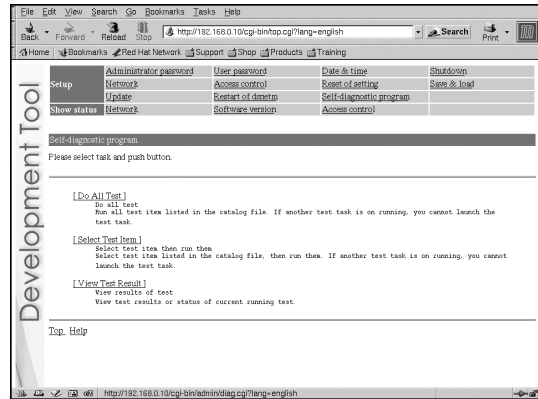 File Edit View Search Go Bookmarks Tasks Help
Back Forward Reload Stop http://192.168.0.10/cgi-bin/top.cgi?lang=english Search Print
Home Bookmarks Red Hat Network Support Shop Products Training
Development Tool
Setup Administrator password User password Date & time Shutdown
Network Access control Reset of setting Save & load
Update Restart of dsnetm Self-diagnostic program
Show status Network Software version Access control
Self-diagnostic program
Please select task and push button.
[ Do All Test ]
Do all test
Run all test item listed in the catalog file. If another test task is on running, you cannot launch the
test task.
[ Select Test Item ]
Select test item then run them
Select test item listed in the catalog file, then run them. If another test task is on running, you cannot
launch the test task.
[ View Test Result ]
View results of test
View test results or status of current running test.
Top Help
http://192.168.0.10/cgi-bin/admin/diag.cgi?lang=english